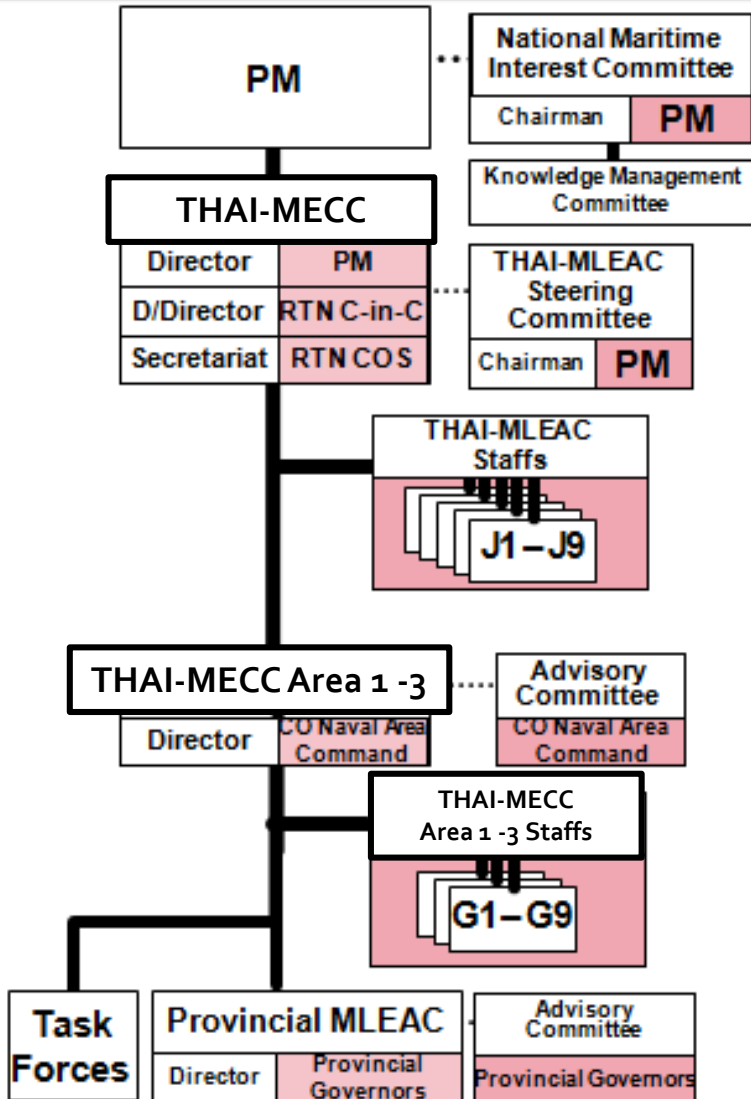 PM
National Maritime
Interest Committee
Chairman
PM
Knowledge Management
Committee
THAI-MECC
Director
PM
D/Director
RTN C-in-C
Secretariat
RTN COS
THAI-MLEAC
Steering
Committee
Chairman
PM
THAI-MLEAC
Staffs
J1 – J9
THAI-MECC Area 1 -3
Director
CO Naval Area
Command
Advisory
Committee
CO Naval Area
Command
THAI-MECC
Area 1 -3 Staffs
G1 – G9
Task
Forces
Provincial MLEAC
Director
Provincial
Governors
Advisory
Committee
Provincial Governors